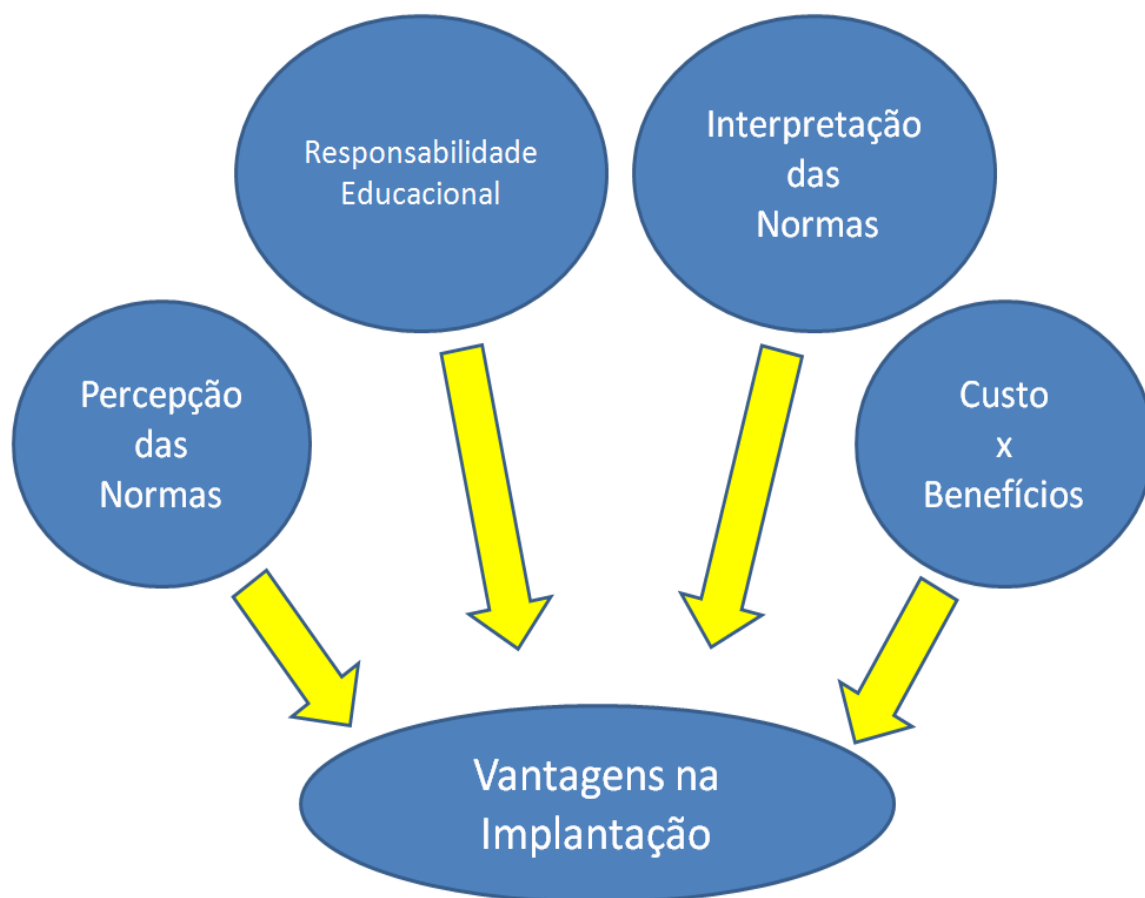 Responsabilidade
Educacional
Interpretação
das
Normas
Percepção
das
Normas
Custo
x
Benefícios
Vantagens na
Implantação